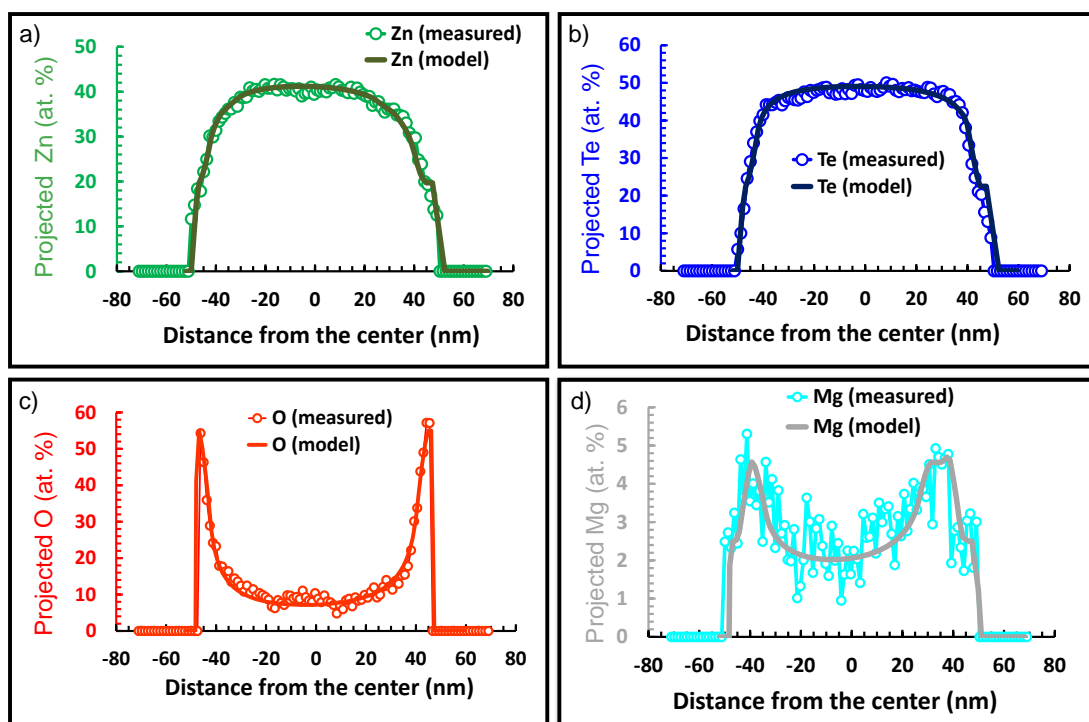 a)
Zn (measured)
Zn (model)
Projected Zn (at. %)
50
40
30
20
10
0
-80 -60 -40 -20 0 20 40 60 80
Distance from the center (nm)
b)
Projected Te (at. %)
60
50
40
30
20
10
0
Te (measured)
Te (model)
-80 -60 -40 -20 0 20 40 60 80
Distance from the center (nm)
c)
Projected O (at. %)
60
50
40
30
20
10
0
O (measured)
O (model)
-80 -60 -40 -20 0 20 40 60 80
Distance from the center (nm)
d)
Mg (measured)
Mg (model)
Projected Mg (at. %)
6
5
4
3
2
1
0
-80 -60 -40 -20 0 20 40 60 80
Distance from the center (nm)